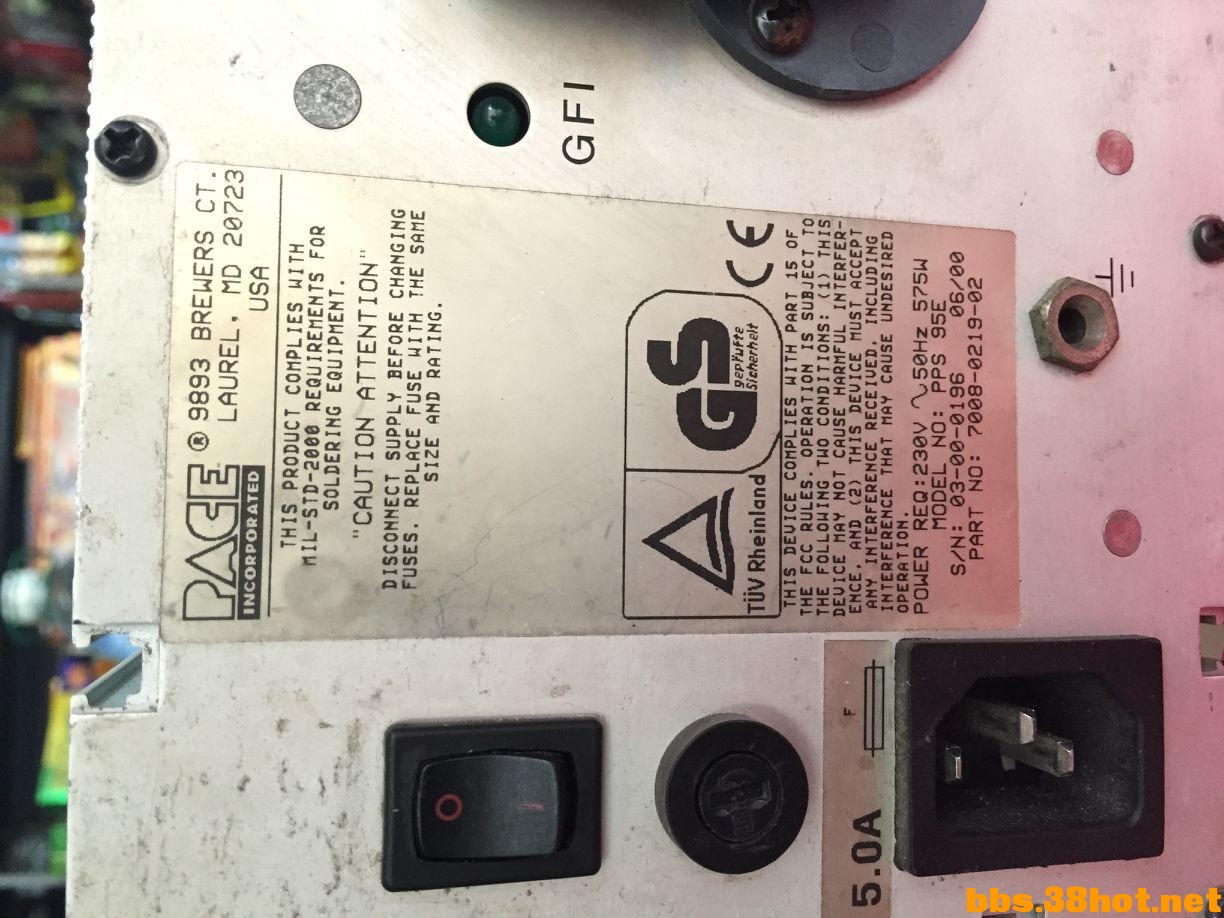 GFI
PACE ® 9893 BREWERS CT.
INCORPORATED LAUREL, MD 20723
USA
THIS PRODUCT COMPLIES WITH
MIL-STD-2000 REQUIREMENTS FOR
SOLDERING EQUIPMENT.
"CAUTION ATTENTION"
DISCONNECT SUPPLY BEFORE CHANGING
FUSES. REPLACE FUSE WITH THE SAME
SIZE AND RATING.
TÜV Rheinland
GS
geprüfte
Sicherheit
CE
THIS DEVICE COMPLIES WITH PART 15 OF
THE FCC RULES. OPERATION IS SUBJECT TO
THE FOLLOWING TWO CONDITIONS: (1) THIS
DEVICE MAY NOT CAUSE HARMFUL INTERFER-
ENCE, AND (2) THIS DEVICE MUST ACCEPT
ANY INTERFERENCE RECEIVED, INCLUDING
INTERFERENCE THAT MAY CAUSE UNDESIRED
OPERATION.
POWER REQ:230V ∿50Hz 575W
MODEL NO: PPS 95E
S/N: 03-00-0196 06/00
PART NO: 7008-0219-02
O I
5.0A
F
bbs.38hot.net